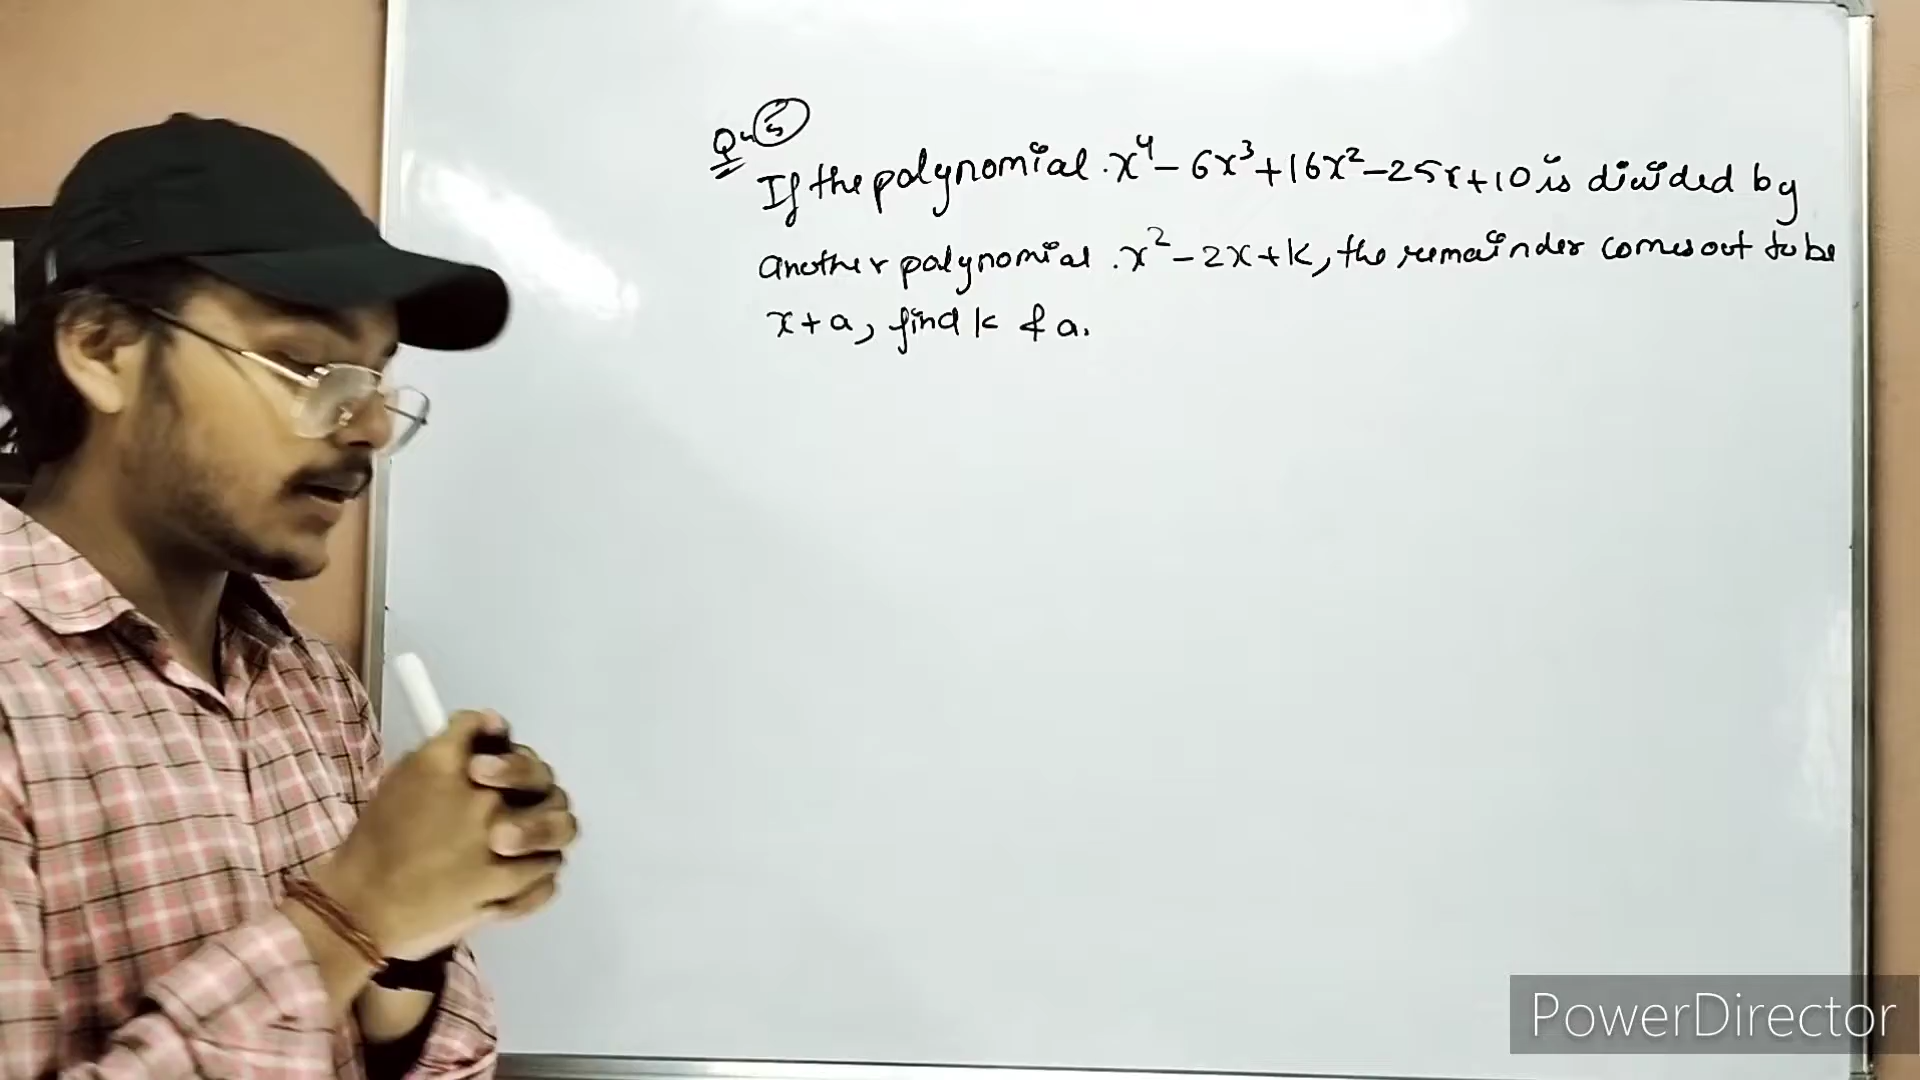 Q. 5
If the polynomial x⁴ - 6x³ + 16x² - 25x + 10 is divided by
another polynomial x² - 2x + k, the remainder comes out to be
x + a, find k & a.
PowerDirector